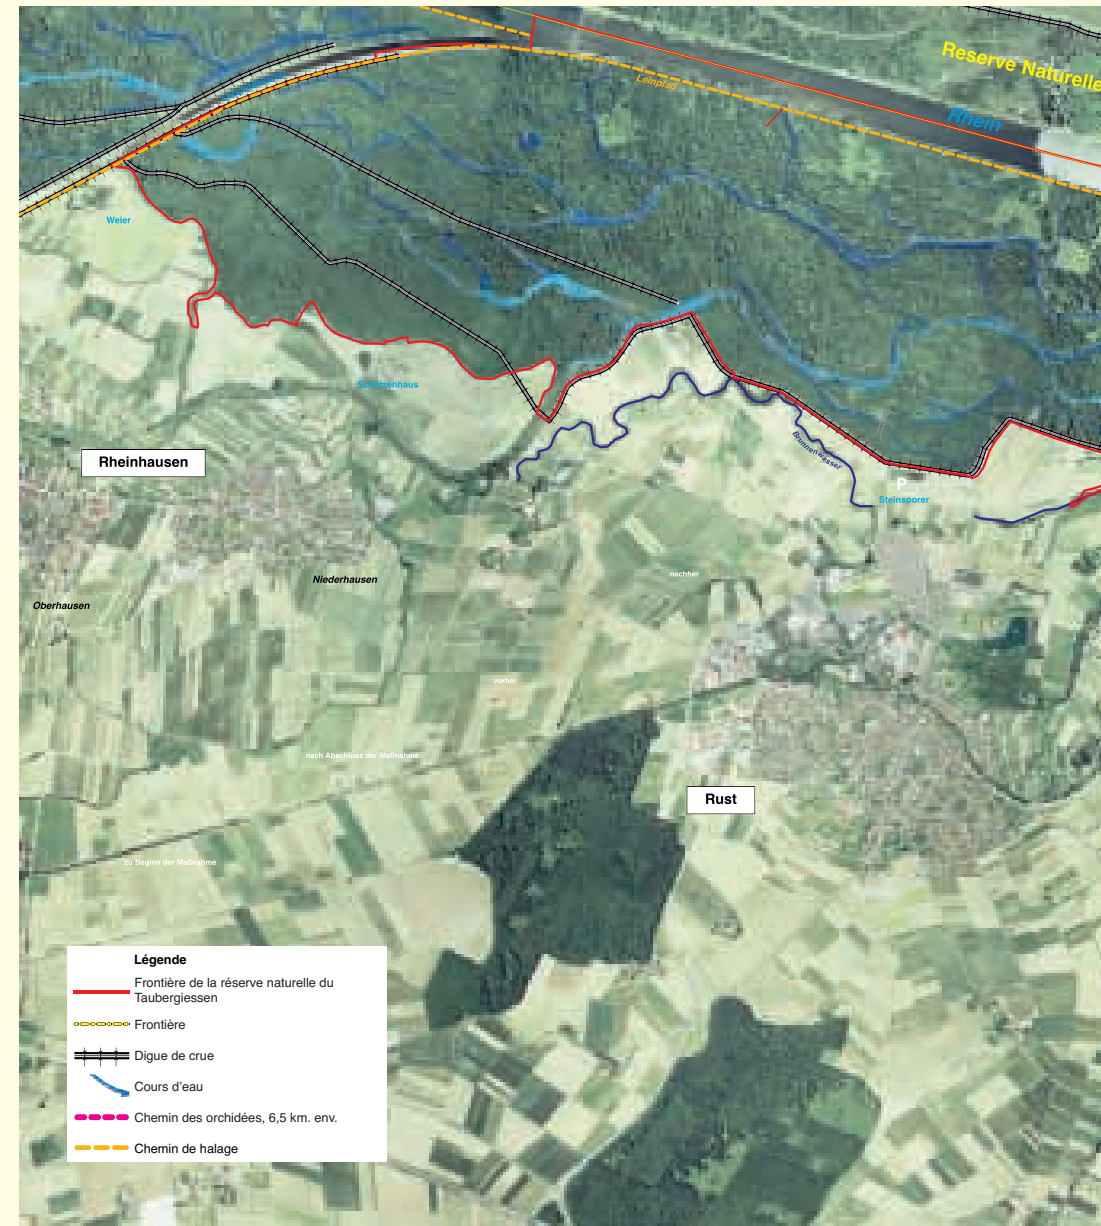 Reserve Naturelle
Leinpfad
Rhein
Weier
Schützenhaus
Rheinhausen
Brunnenwasser
P
Steinsporer
nachher
Niederhausen
Oberhausen
vorher
nach Abschluss der Maßnahme
Rust
zu Beginn der Maßnahme
Légende
Frontière de la réserve naturelle du
Taubergiessen
Frontière
Digue de crue
Cours d'eau
Chemin des orchidées, 6,5 km. env.
Chemin de halage